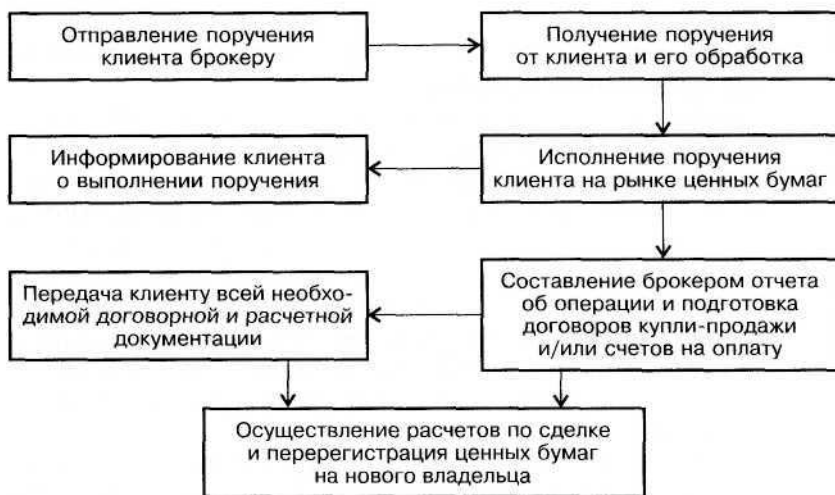 Отправление поручения
клиента брокеру
Получение поручения
от клиента и его обработка
Информирование клиента
о выполнении поручения
Исполнение поручения
клиента на рынке ценных бумаг
Передача клиенту всей необхо-
димой договорной и расчетной
документации
Составление брокером отчета
об операции и подготовка
договоров купли-продажи
и/или счетов на оплату
Осуществление расчетов по сделке
и перерегистрация ценных бумаг
на нового владельца